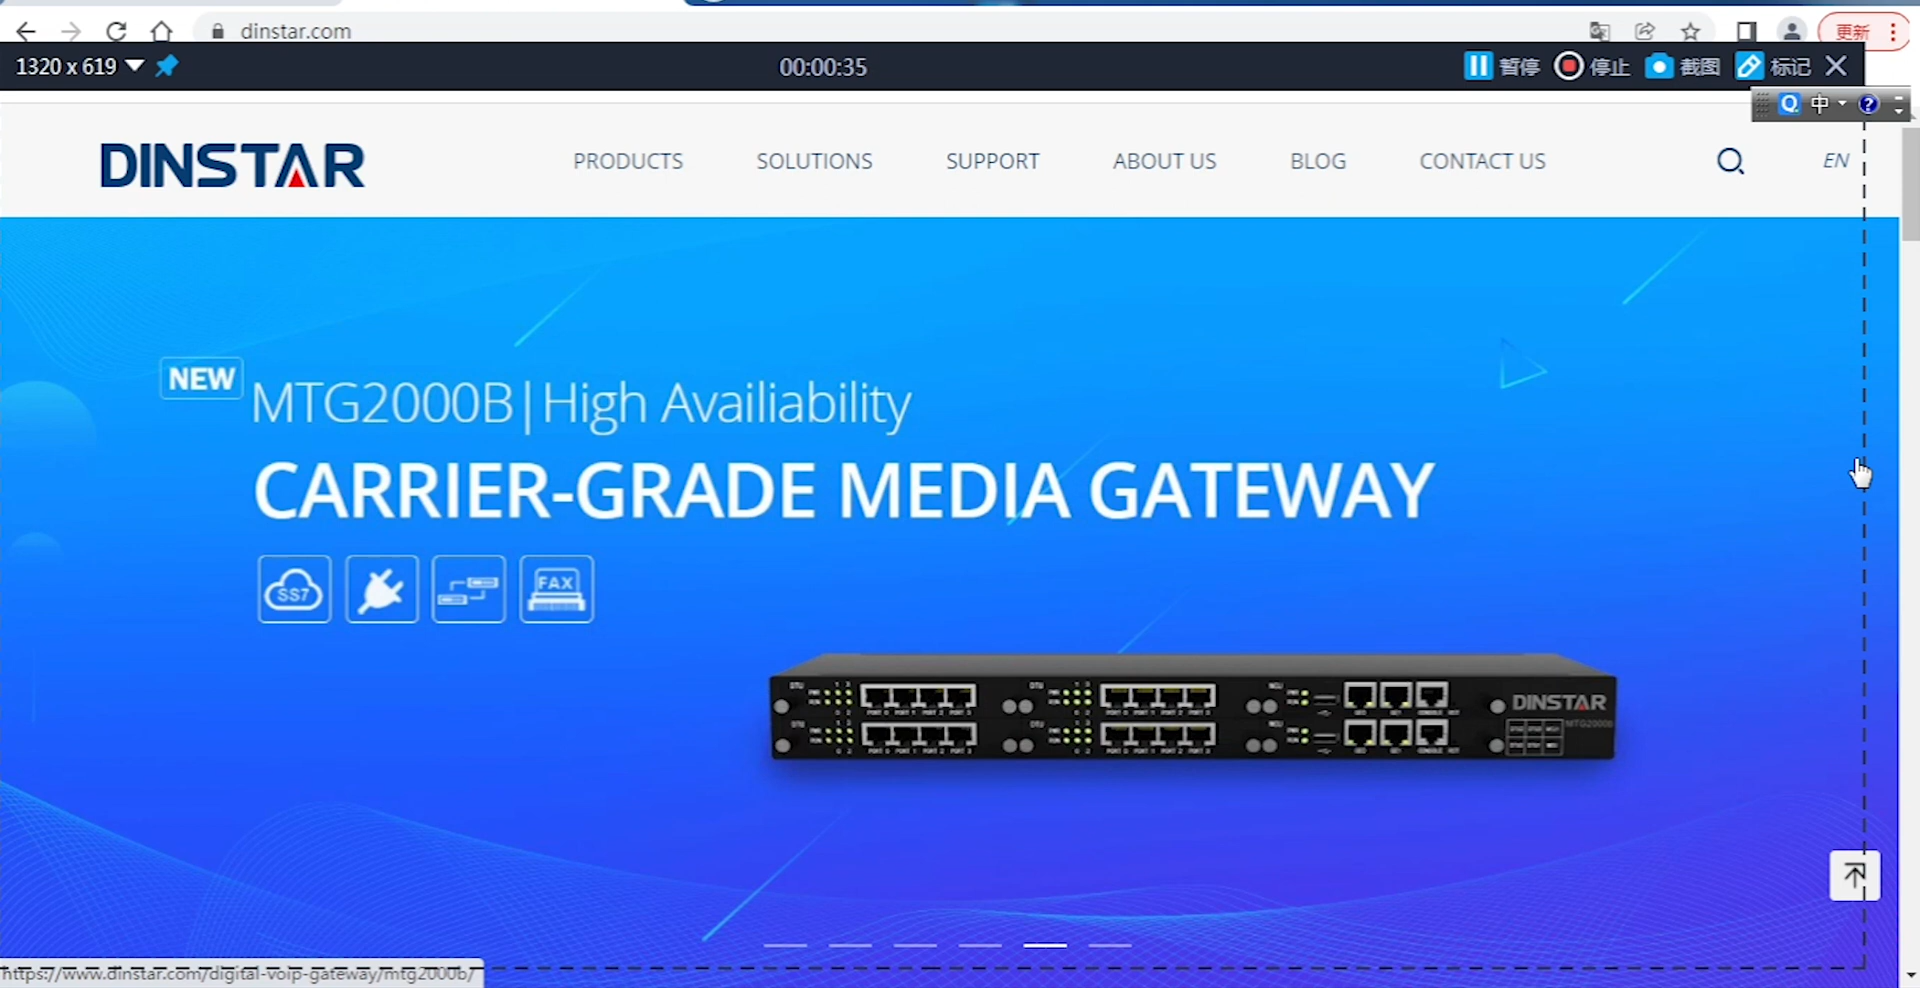 dinstar.com
更新
1320 x 619
00:00:35
暂停
停止
截图
标记
Q
中
?
DINSTAR
PRODUCTS
SOLUTIONS
SUPPORT
ABOUT US
BLOG
CONTACT US
EN
NEW
MTG2000B|High Availiability
CARRIER-GRADE MEDIA GATEWAY
SS7
FAX
DINSTAR
https://www.dinstar.com/digital-voip-gateway/mtg2000b/